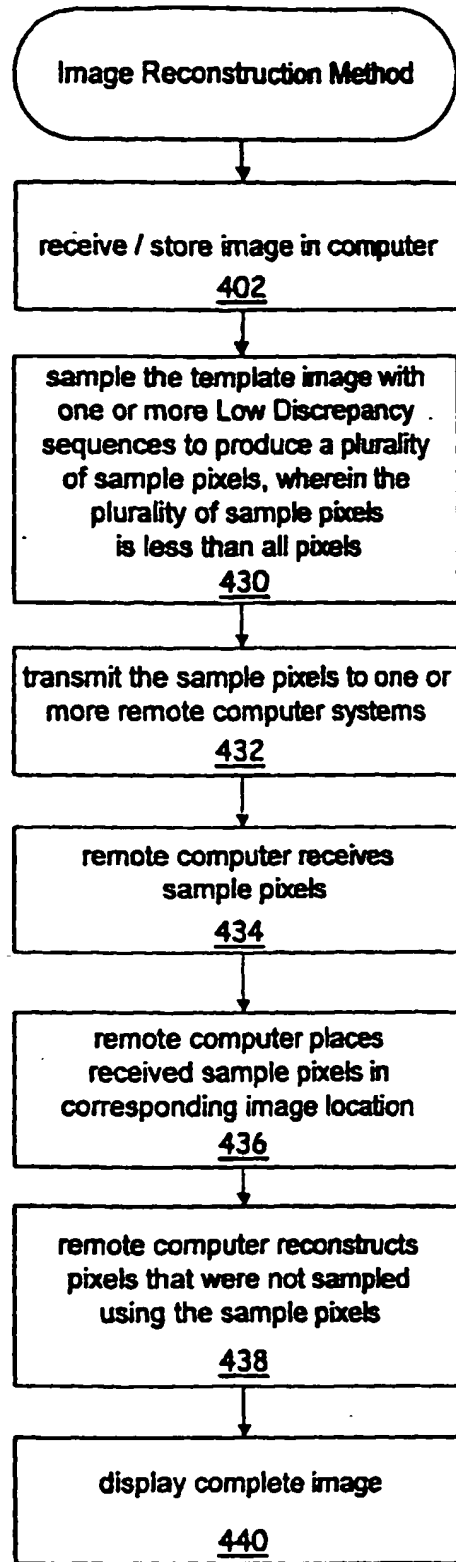 Image Reconstruction Method
receive / store image in computer
402
sample the template image with
one or more Low Discrepancy
sequences to produce a plurality
of sample pixels, wherein the
plurality of sample pixels
is less than all pixels
430
transmit the sample pixels to one or
more remote computer systems
432
remote computer receives
sample pixels
434
remote computer places
received sample pixels in
corresponding image location
436
remote computer reconstructs
pixels that were not sampled
using the sample pixels
438
display complete image
440